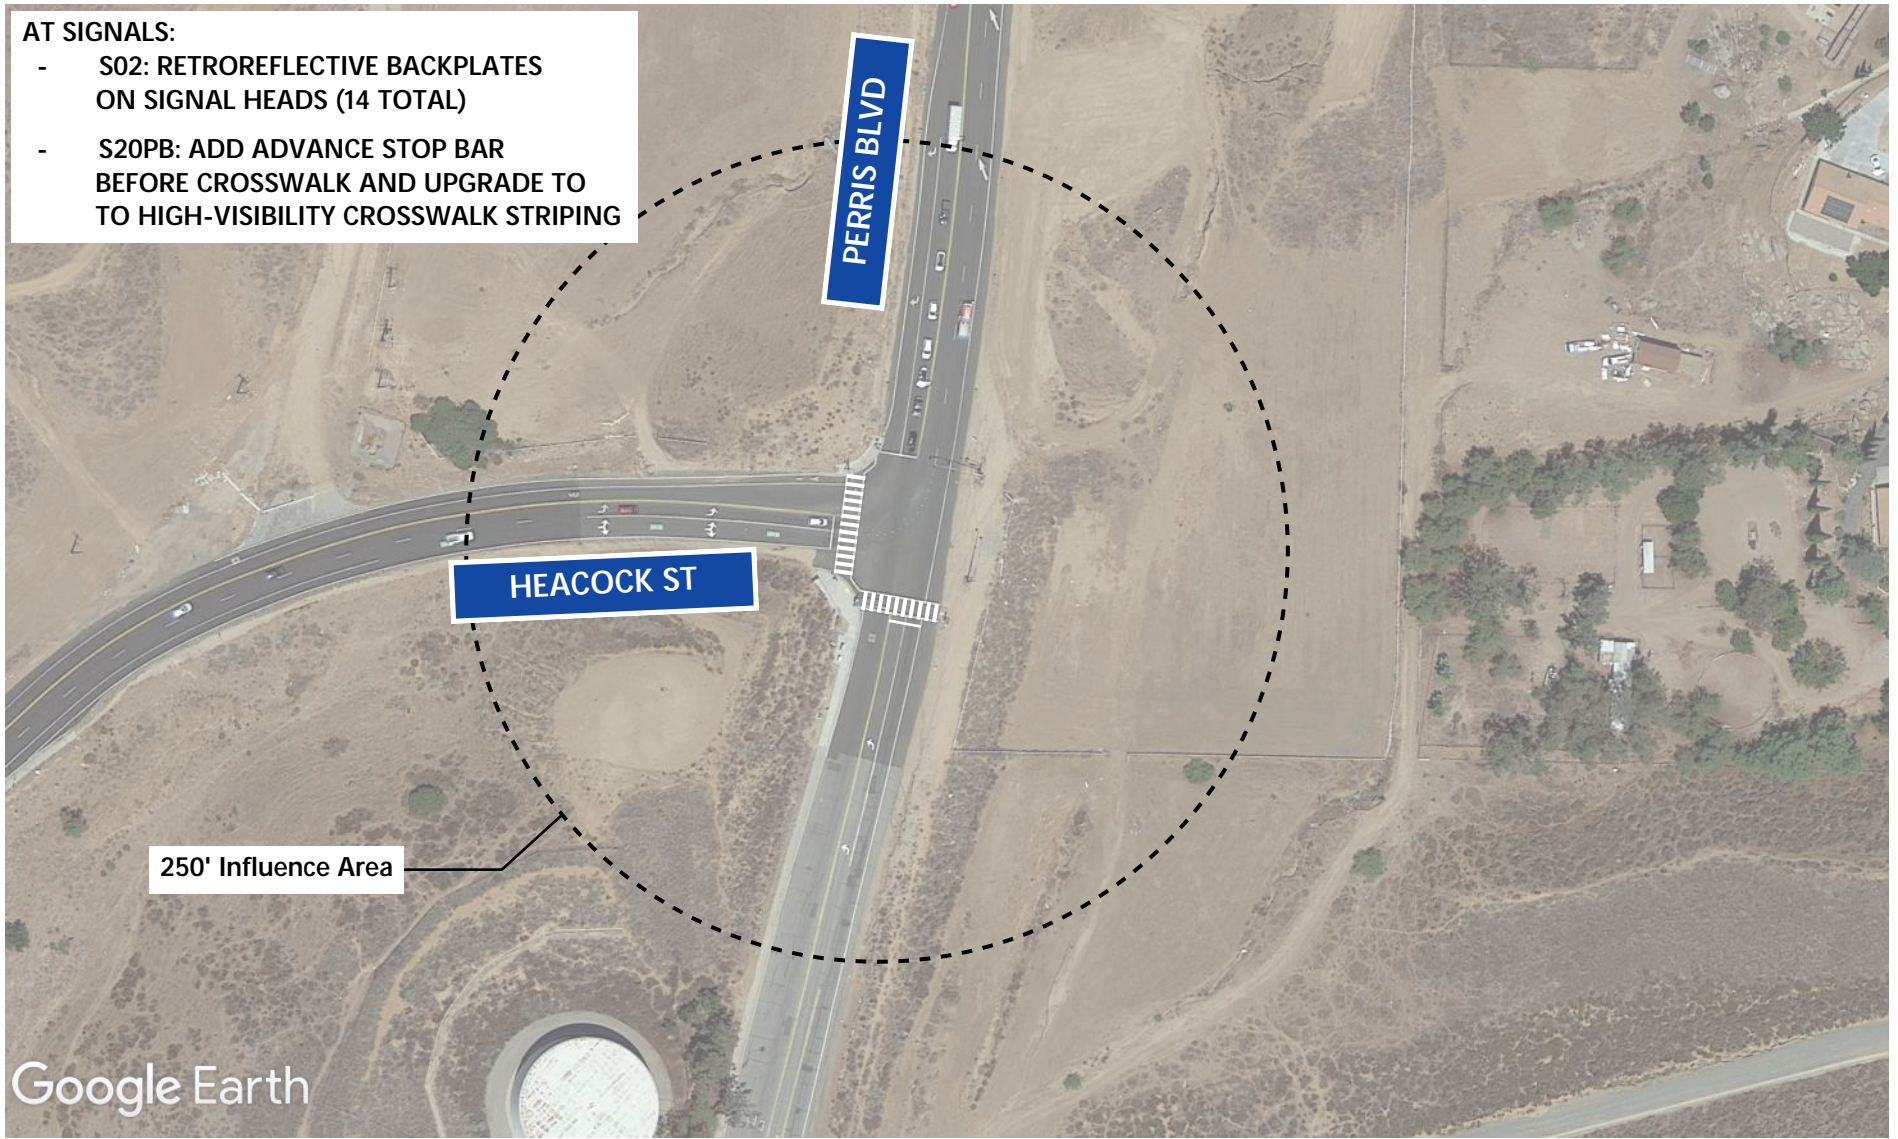 AT SIGNALS:
- S02: RETROREFLECTIVE BACKPLATES
ON SIGNAL HEADS (14 TOTAL)
- S20PB: ADD ADVANCE STOP BAR
BEFORE CROSSWALK AND UPGRADE TO
TO HIGH-VISIBILITY CROSSWALK STRIPING
PERRIS BLVD
HEACOCK ST
250' Influence Area
Google Earth